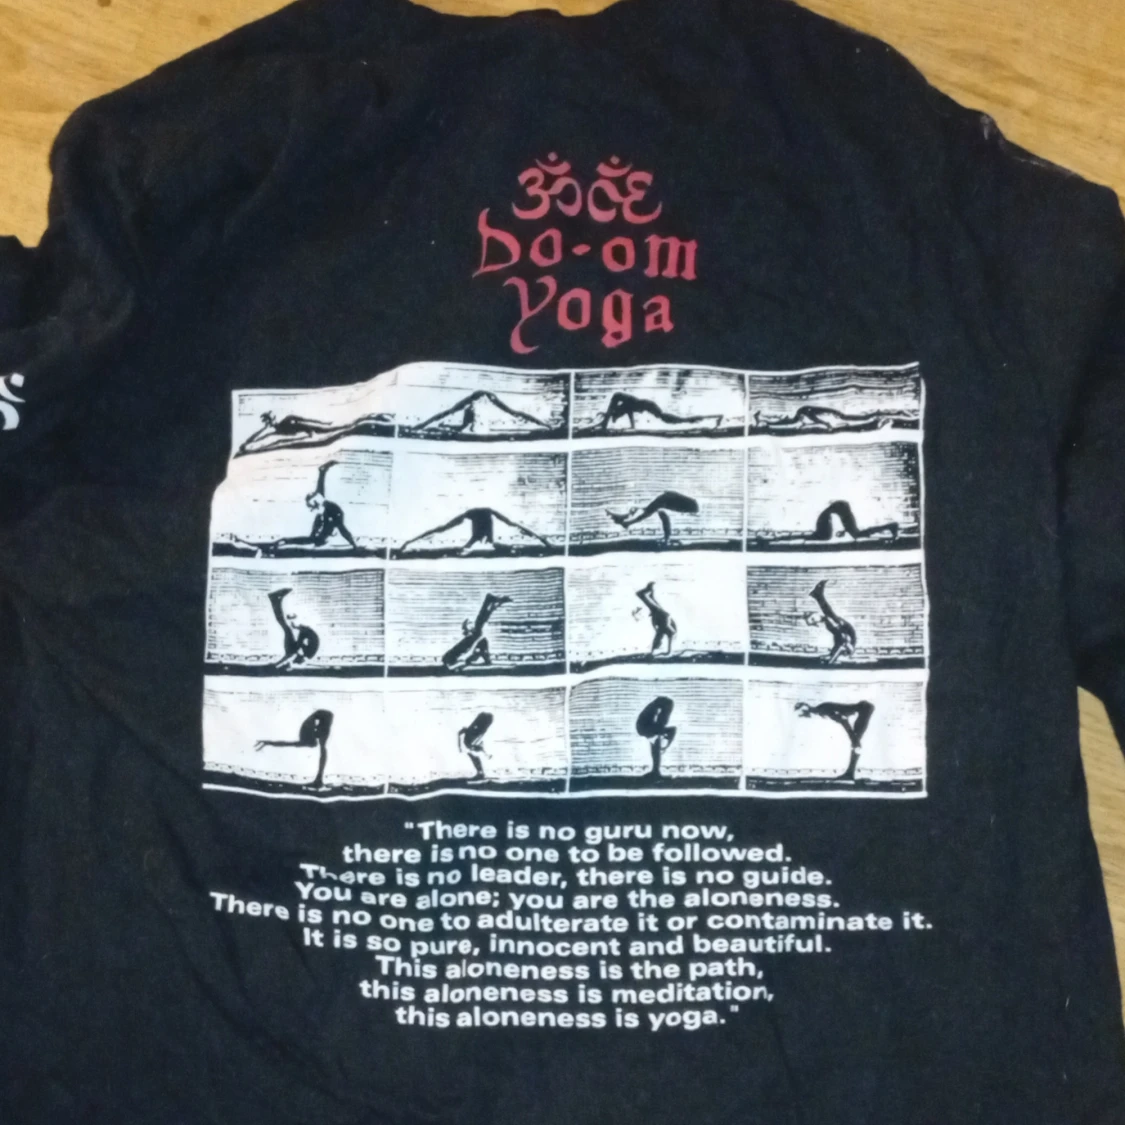 ॐ
Do-om
Yoga
"There is no guru now,
there is no one to be followed.
There is no leader, there is no guide.
You are alone; you are the aloneness.
There is no one to adulterate it or contaminate it.
It is so pure, innocent and beautiful.
This aloneness is the path,
this aloneness is meditation,
this aloneness is yoga."